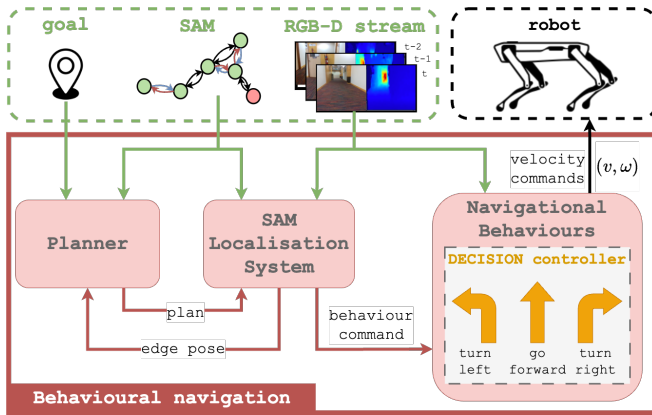 goal
SAM
RGB-D stream
robot
t-2
t-1
t
velocity
commands
(v, ω)
Planner
SAM
Localisation
System
Navigational
Behaviours
DECISION controller
turn
left
go
forward
turn
right
plan
edge pose
behaviour
command
Behavioural navigation